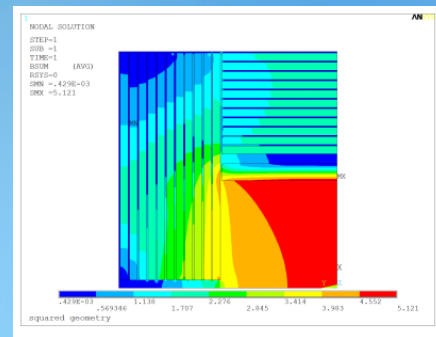 1
AN
NODAL SOLUTION
STEP=1
SUB =1
TIME=1
BSUM (AVG)
RSYS=0
SMN =.429E-03
SMX =5.121
MN
MX
X
Y Z
.429E-03 1.138 2.276 3.414 4.552
.569346 1.707 2.845 3.983 5.121
squared geometry